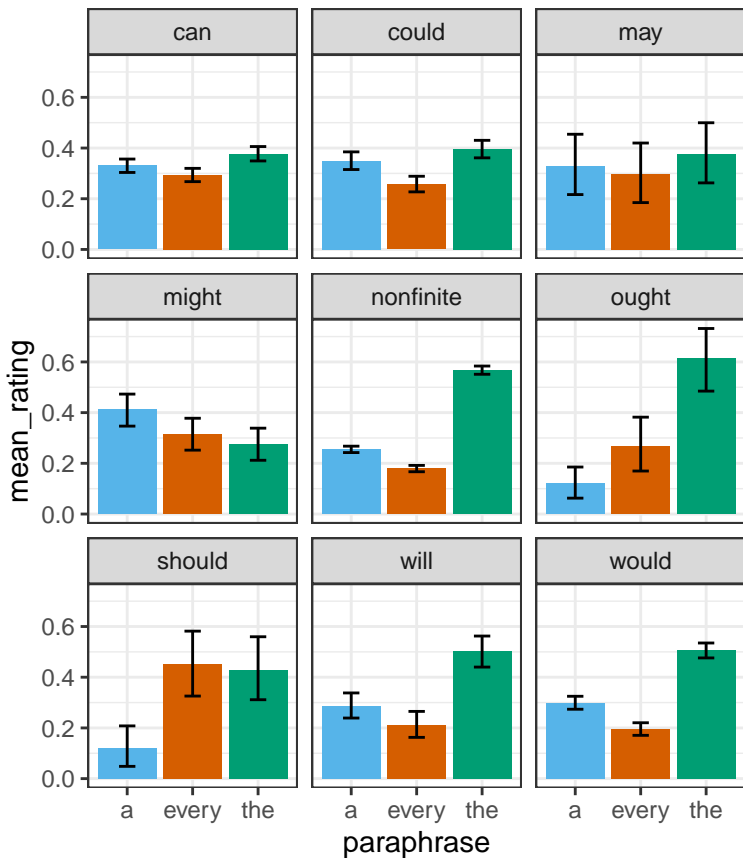 can could may
0.6
0.4
0.2
0.0
might nonfinite ought
0.6
0.4
0.2
0.0
should will would
0.6
0.4
0.2
0.0
a every the a every the a every the
paraphrase
mean_rating